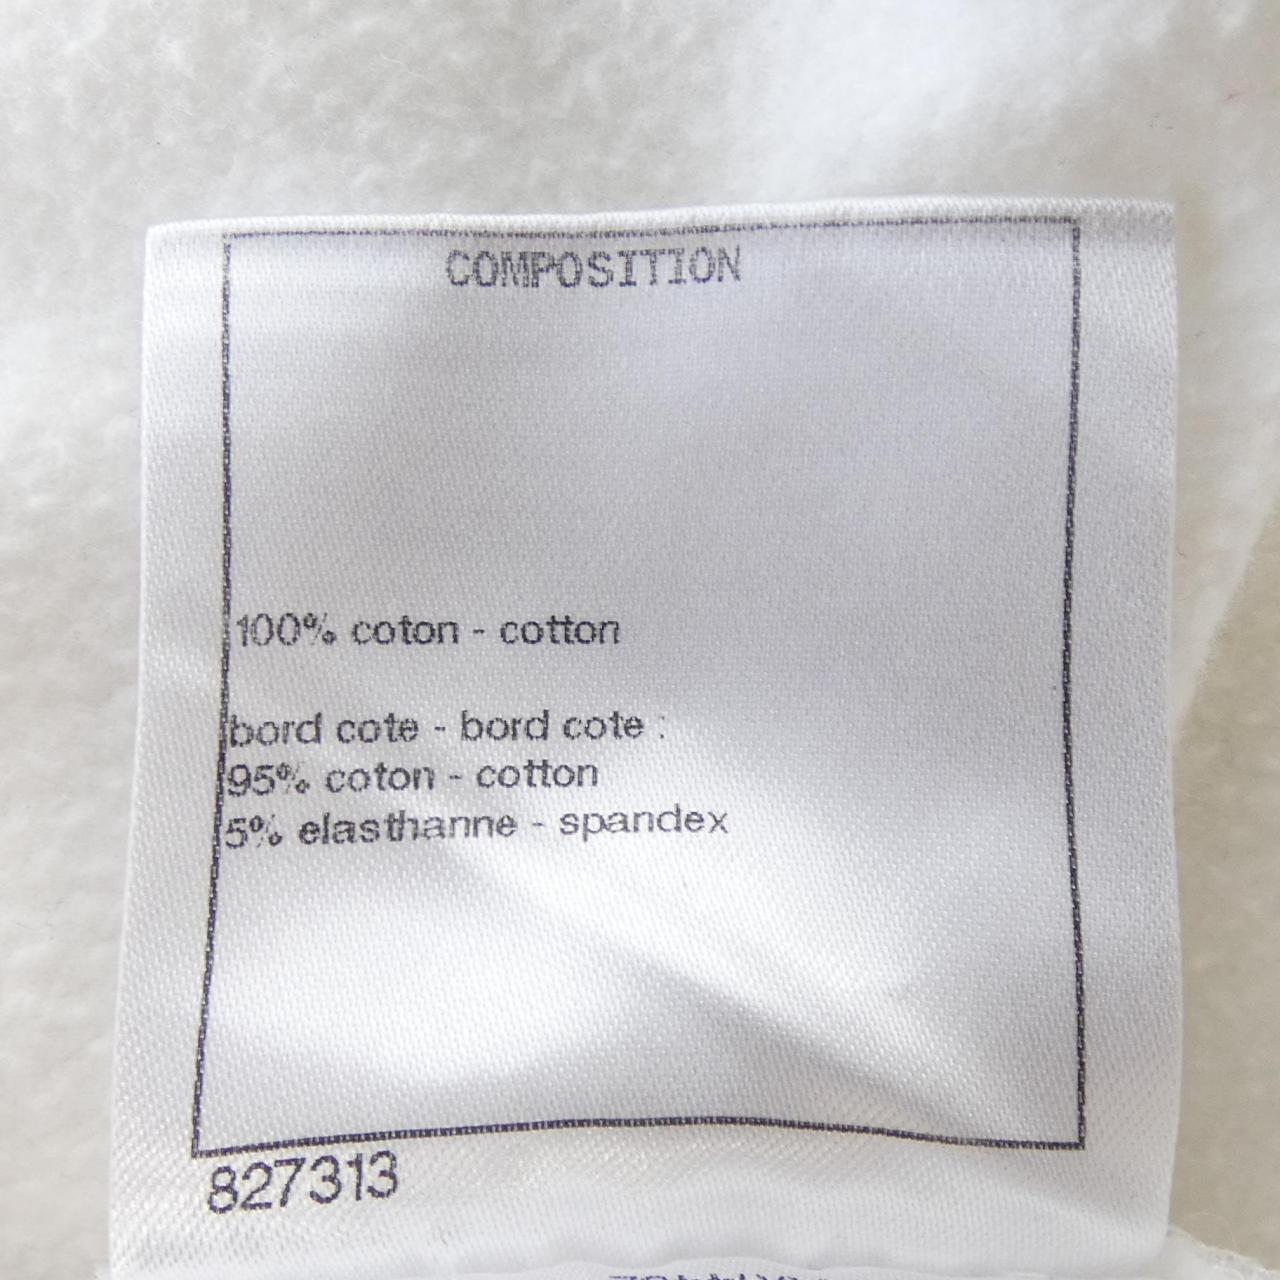 COMPOSITION
100% coton - cotton
bord cote - bord cote :
95% coton - cotton
5% elasthanne - spandex
827313